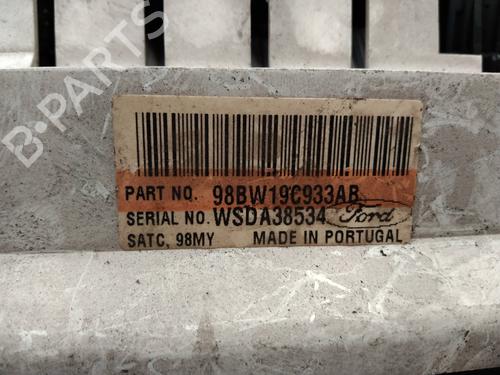 B-PARTS
PART NO. 98BW19C933AB
SERIAL NO. WSDA38534 Ford
SATC, 98MY MADE IN PORTUGAL